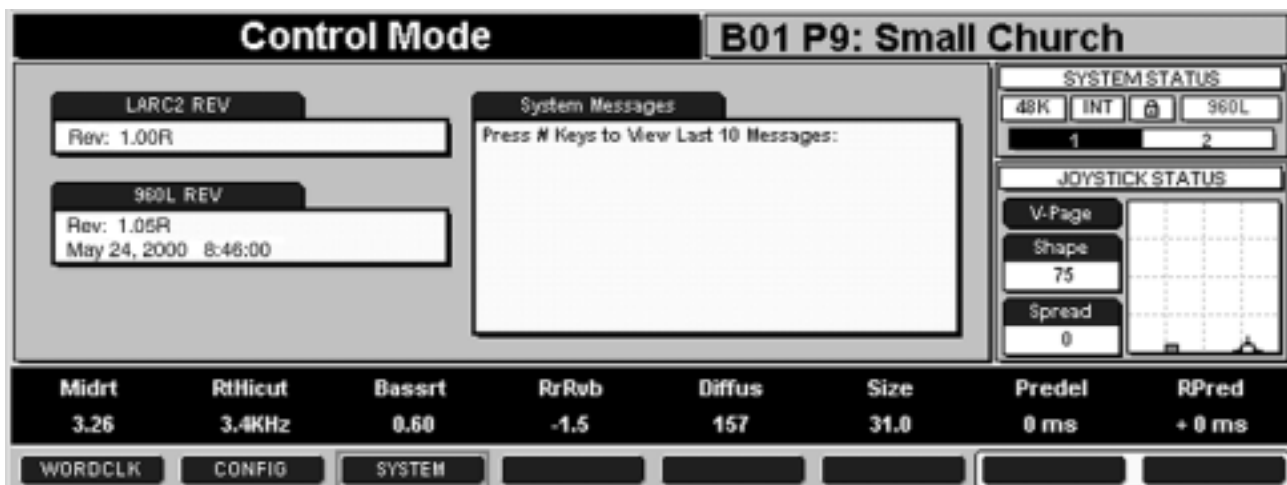 Control Mode
B01 P9: Small Church
LARC2 REV
Rev: 1.00R
960L REV
Rev: 1.05R
May 24, 2000 8:46:00
System Messages
Press # Keys to View Last 10 Messages:
SYSTEM STATUS
48K INT 960L
1 2
JOYSTICK STATUS
V-Page
Shape
75
Spread
0
Midrt RtHicut Bassrt RrRvb Diffus Size Predel RPred
3.26 3.4KHz 0.60 -1.5 157 31.0 0 ms + 0 ms
WORDCLK CONFIG SYSTEM